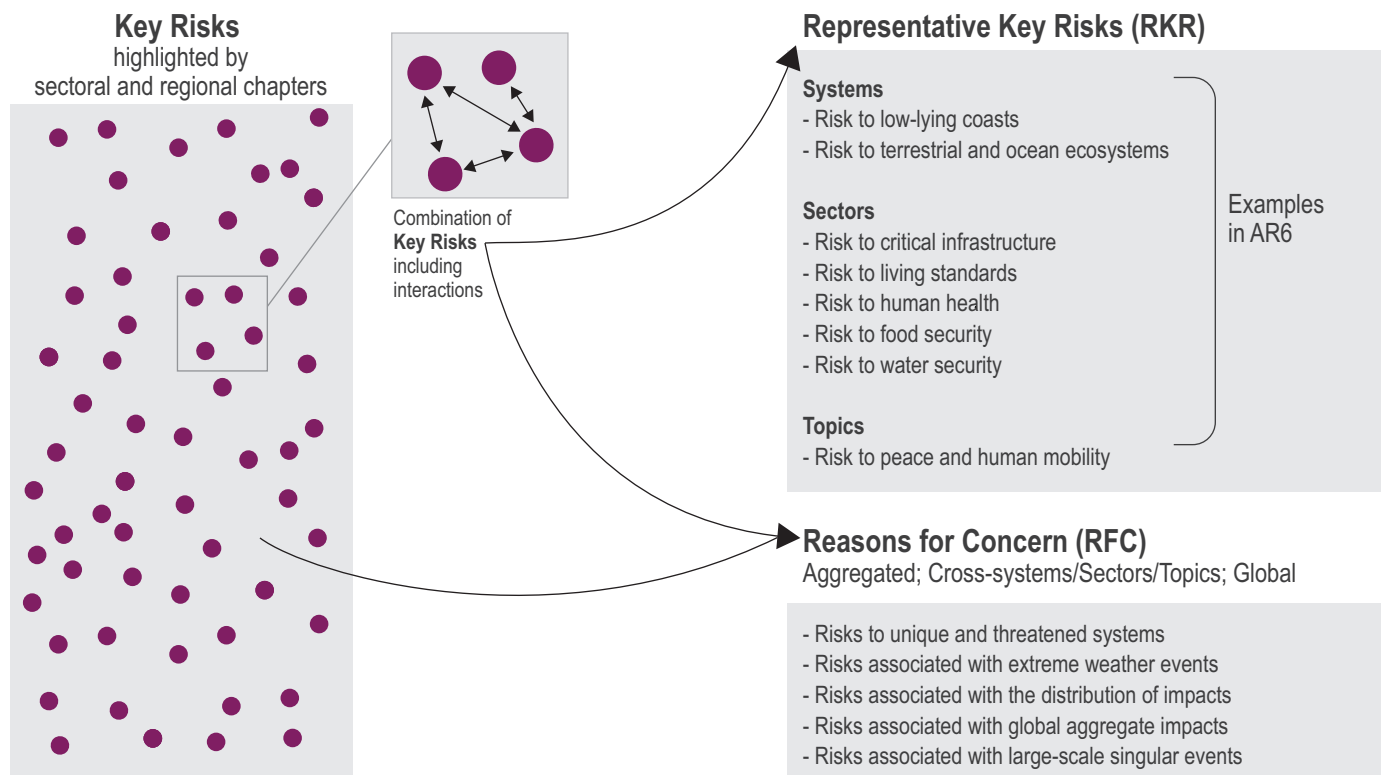 Key Risks
highlighted by
sectoral and regional chapters
Combination of
Key Risks
including
interactions
Representative Key Risks (RKR)
Systems
- Risk to low-lying coasts
- Risk to terrestrial and ocean ecosystems
Sectors
- Risk to critical infrastructure
- Risk to living standards
- Risk to human health
- Risk to food security
- Risk to water security
Topics
- Risk to peace and human mobility
Examples
in AR6
Reasons for Concern (RFC)
Aggregated; Cross-systems/Sectors/Topics; Global
- Risks to unique and threatened systems
- Risks associated with extreme weather events
- Risks associated with the distribution of impacts
- Risks associated with global aggregate impacts
- Risks associated with large-scale singular events